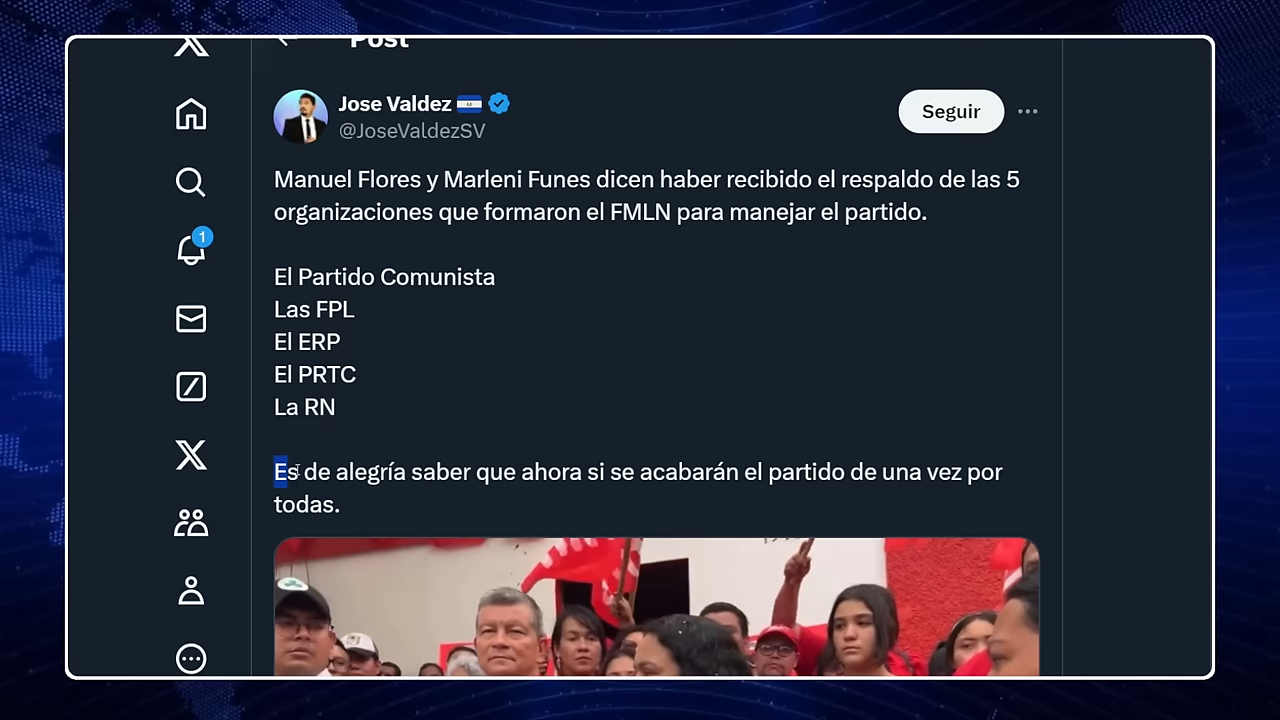 Post
Jose Valdez
@JoseValdezSV
Seguir
1
Manuel Flores y Marleni Funes dicen haber recibido el respaldo de las 5
organizaciones que formaron el FMLN para manejar el partido.
El Partido Comunista
Las FPL
El ERP
El PRTC
La RN
Es de alegría saber que ahora si se acabarán el partido de una vez por
todas.